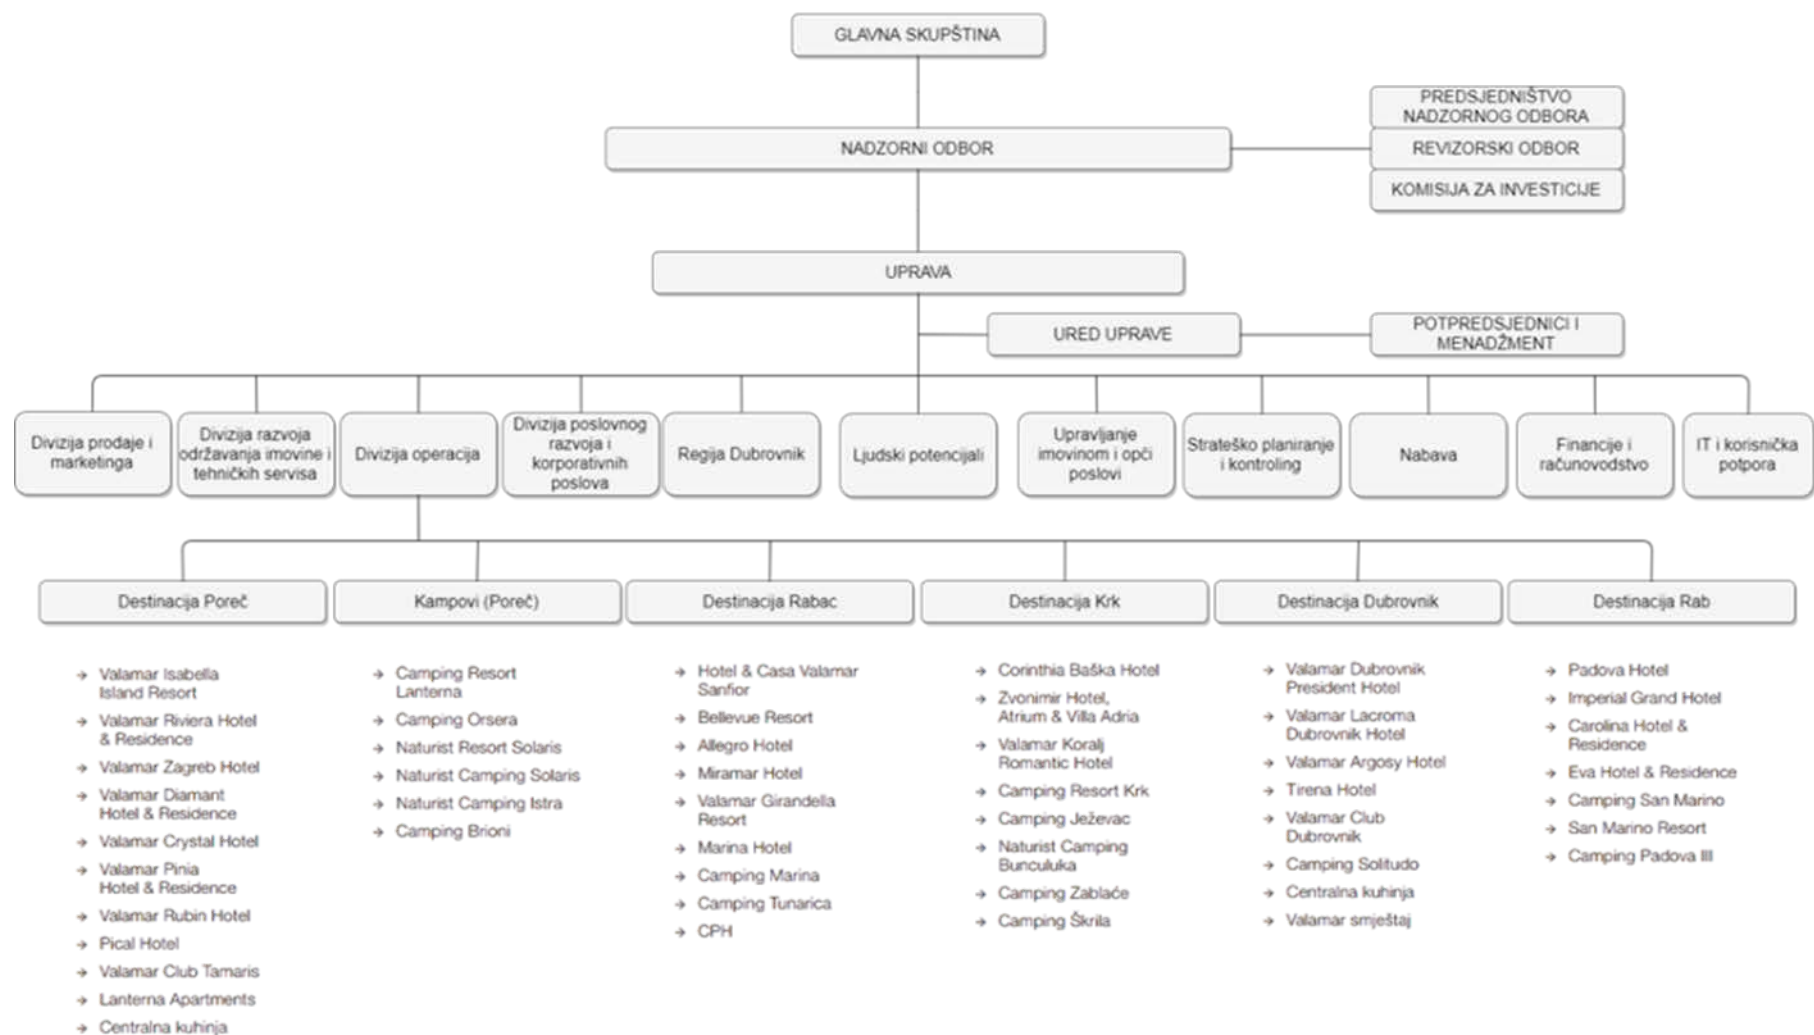 GLAVNA SKUPŠTINA
PREDSJEDNIŠTVO
NADZORNOG ODBORA
NADZORNI ODBOR
REVIZORSKI ODBOR
KOMISIJA ZA INVESTICIJE
UPRAVA
URED UPRAVE
POTPREDSJEDNICI I
MENADŽMENT
Divizija prodaje i
marketinga
Divizija razvoja
održavanja imovine i
tehničkih servisa
Divizija operacija
Divizija poslovnog
razvoja i
korporativnih
poslova
Regija Dubrovnik
Ljudski potencijali
Upravljanje
imovinom i opči
poslovi
Strateško planiranje
i kontroling
Nabava
Financije i
računovodstvo
IT i korisnička
potpora
Destinacija Poreč
Kampovi (Poreč)
Destinacija Rabac
Destinacija Krk
Destinacija Dubrovnik
Destinacija Rab
→ Valamar Isabella
Island Resort
→ Valamar Riviera Hotel
& Residence
→ Valamar Zagreb Hotel
→ Valamar Diamant
Hotel & Residence
→ Valamar Crystal Hotel
→ Valamar Pinia
Hotel & Residence
→ Valamar Rubin Hotel
→ Pical Hotel
→ Valamar Club Tamaris
→ Lanterna Apartments
→ Centralna kuhinja
→ Camping Resort
Lanterna
→ Camping Orsera
→ Naturist Resort Solaris
→ Naturist Camping Solaris
→ Naturist Camping Istra
→ Camping Brioni
→ Hotel & Casa Valamar
Sanfior
→ Bellevue Resort
→ Allegro Hotel
→ Miramar Hotel
→ Valamar Girandella
Resort
→ Marina Hotel
→ Camping Marina
→ Camping Tunarica
→ CPH
→ Corinthia Baška Hotel
→ Zvonimir Hotel,
Atrium & Villa Adria
→ Valamar Koralj
Romantic Hotel
→ Camping Resort Krk
→ Camping Ježevac
→ Naturist Camping
Bunculuka
→ Camping Zablaće
→ Camping Škrila
→ Valamar Dubrovnik
President Hotel
→ Valamar Lacroma
Dubrovnik Hotel
→ Valamar Argosy Hotel
→ Tirena Hotel
→ Valamar Club
Dubrovnik
→ Camping Solitudo
→ Centralna kuhinja
→ Valamar smještaj
→ Padova Hotel
→ Imperial Grand Hotel
→ Carolina Hotel &
Residence
→ Eva Hotel & Residence
→ Camping San Marino
→ San Marino Resort
→ Camping Padova III